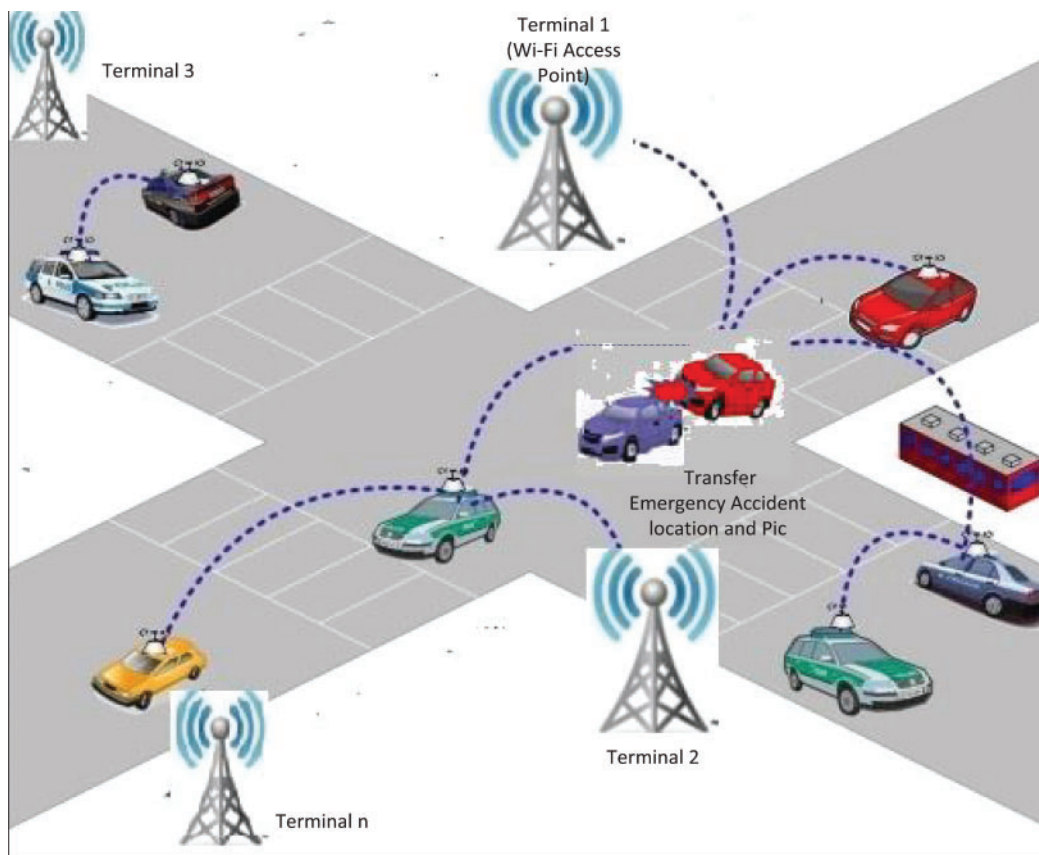 Terminal 1
(Wi-Fi Access
Point)
Terminal 3
Transfer
Emergency Accident
location and Pic
Terminal 2
Terminal n